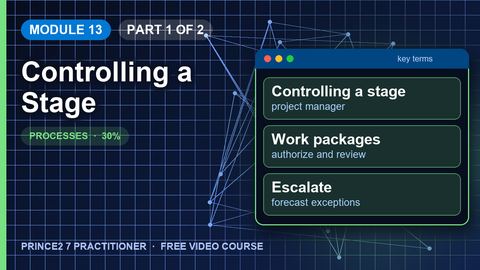 MODULE 13
PART 1 OF 2
Controlling a
Stage
PROCESSES · 30%
key terms
Controlling a stage
project manager
Work packages
authorize and review
Escalate
forecast exceptions
PRINCE2 7 PRACTITIONER · FREE VIDEO COURSE